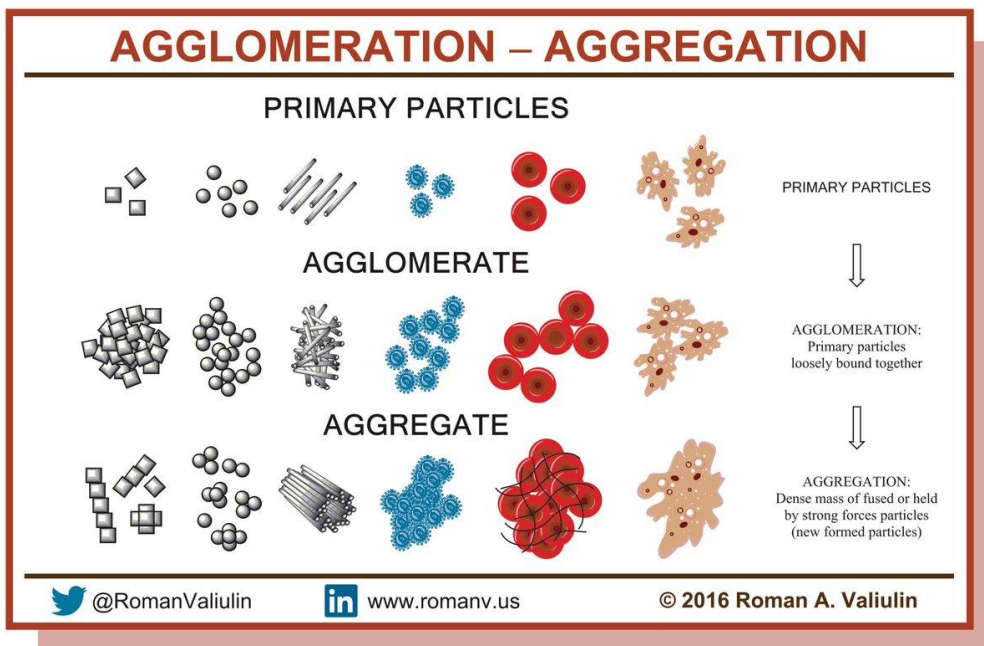 AGGLOMERATION – AGGREGATION
PRIMARY PARTICLES
PRIMARY PARTICLES
AGGLOMERATE
AGGLOMERATION:
Primary particles
loosely bound together
AGGREGATE
AGGREGATION:
Dense mass of fused or held
by strong forces particles
(new formed particles)
@RomanValiulin
in
www.romanv.us
© 2016 Roman A. Valiulin